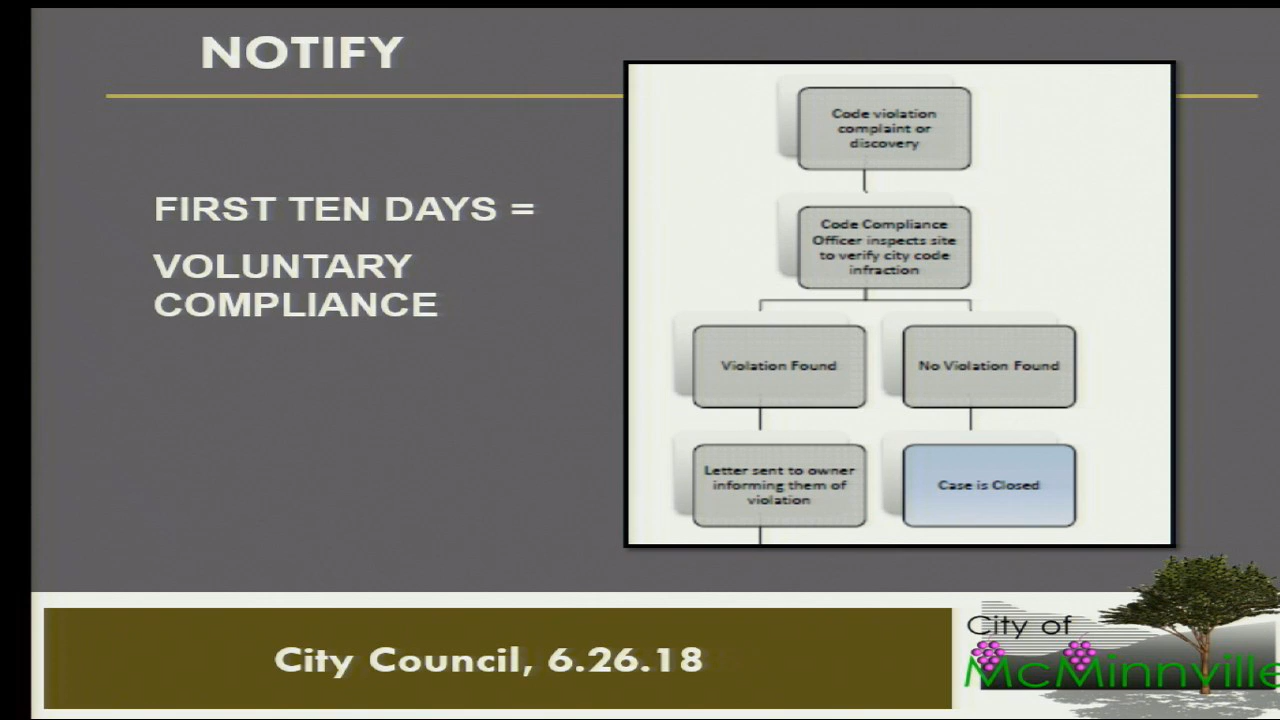 NOTIFY
FIRST TEN DAYS =
VOLUNTARY
COMPLIANCE
Code violation
complaint or
discovery
Code Compliance
Officer inspects site
to verify city code
infraction
Violation Found
No Violation Found
Letter sent to owner
informing them of
violation
Case is Closed
City Council, 6.26.18
City of
McMinnville